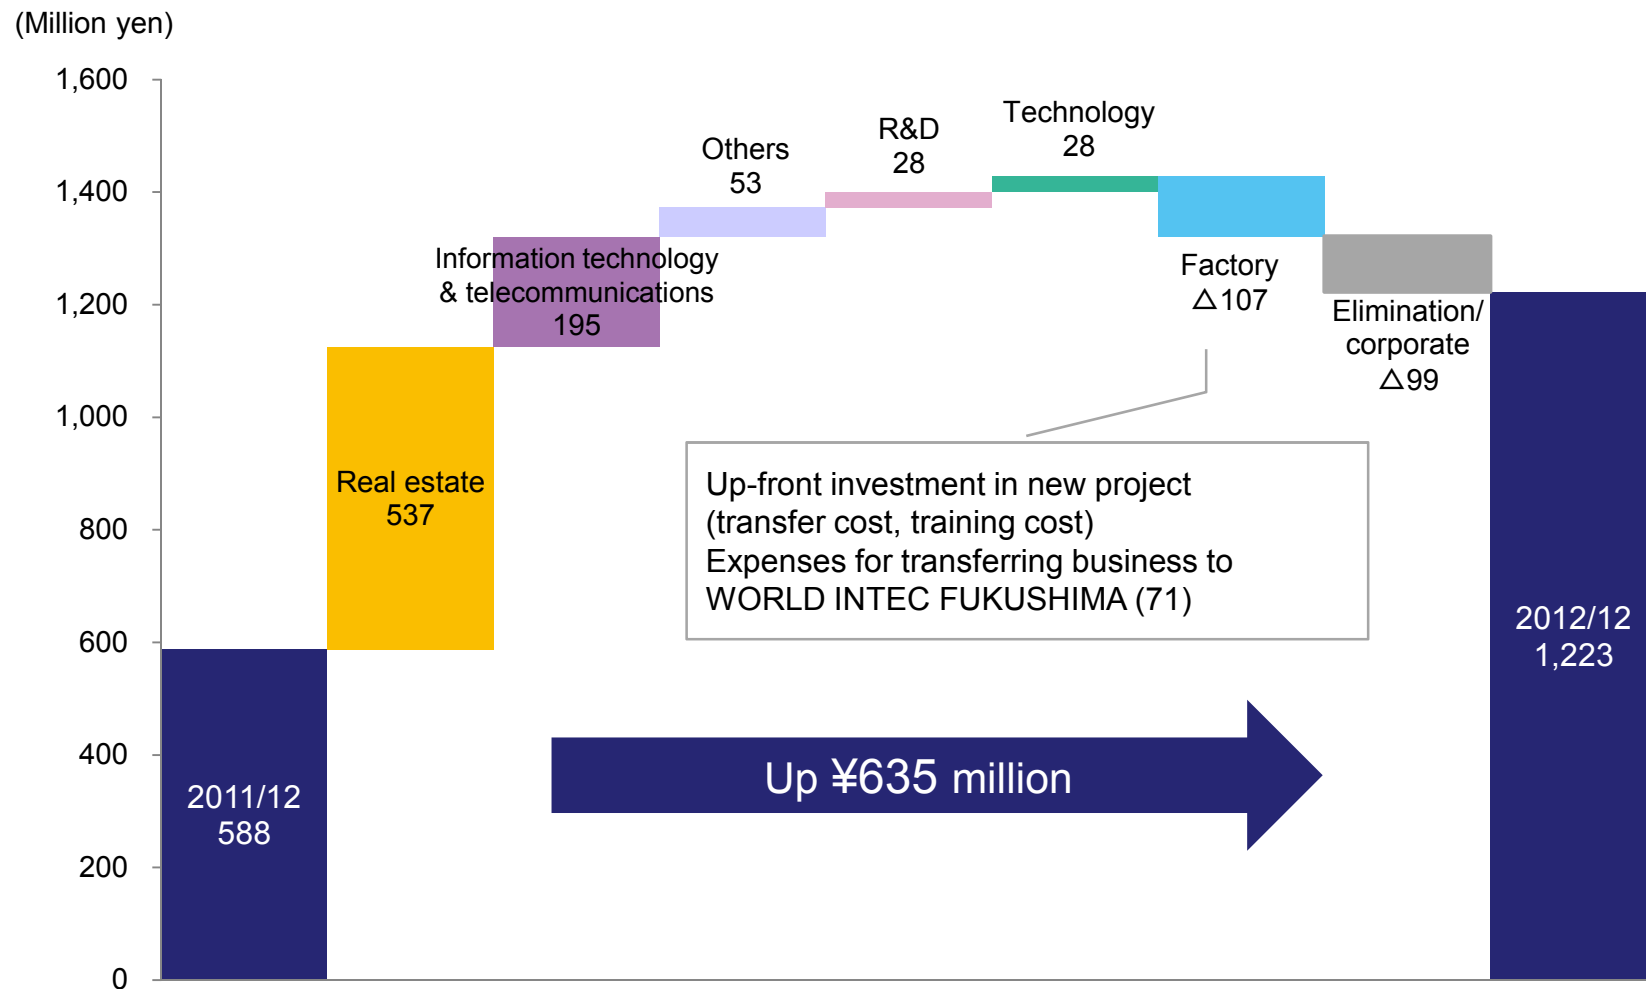 (Million yen)
1,600
1,400
1,200
1,000
800
600
400
200
0
2011/12
588
Real estate
537
Information technology
& telecommunications
195
Others
53
R&D
28
Technology
28
Factory
△107
Elimination/
corporate
△99
2012/12
1,223
Up-front investment in new project
(transfer cost, training cost)
Expenses for transferring business to
WORLD INTEC FUKUSHIMA (71)
Up ¥635 million